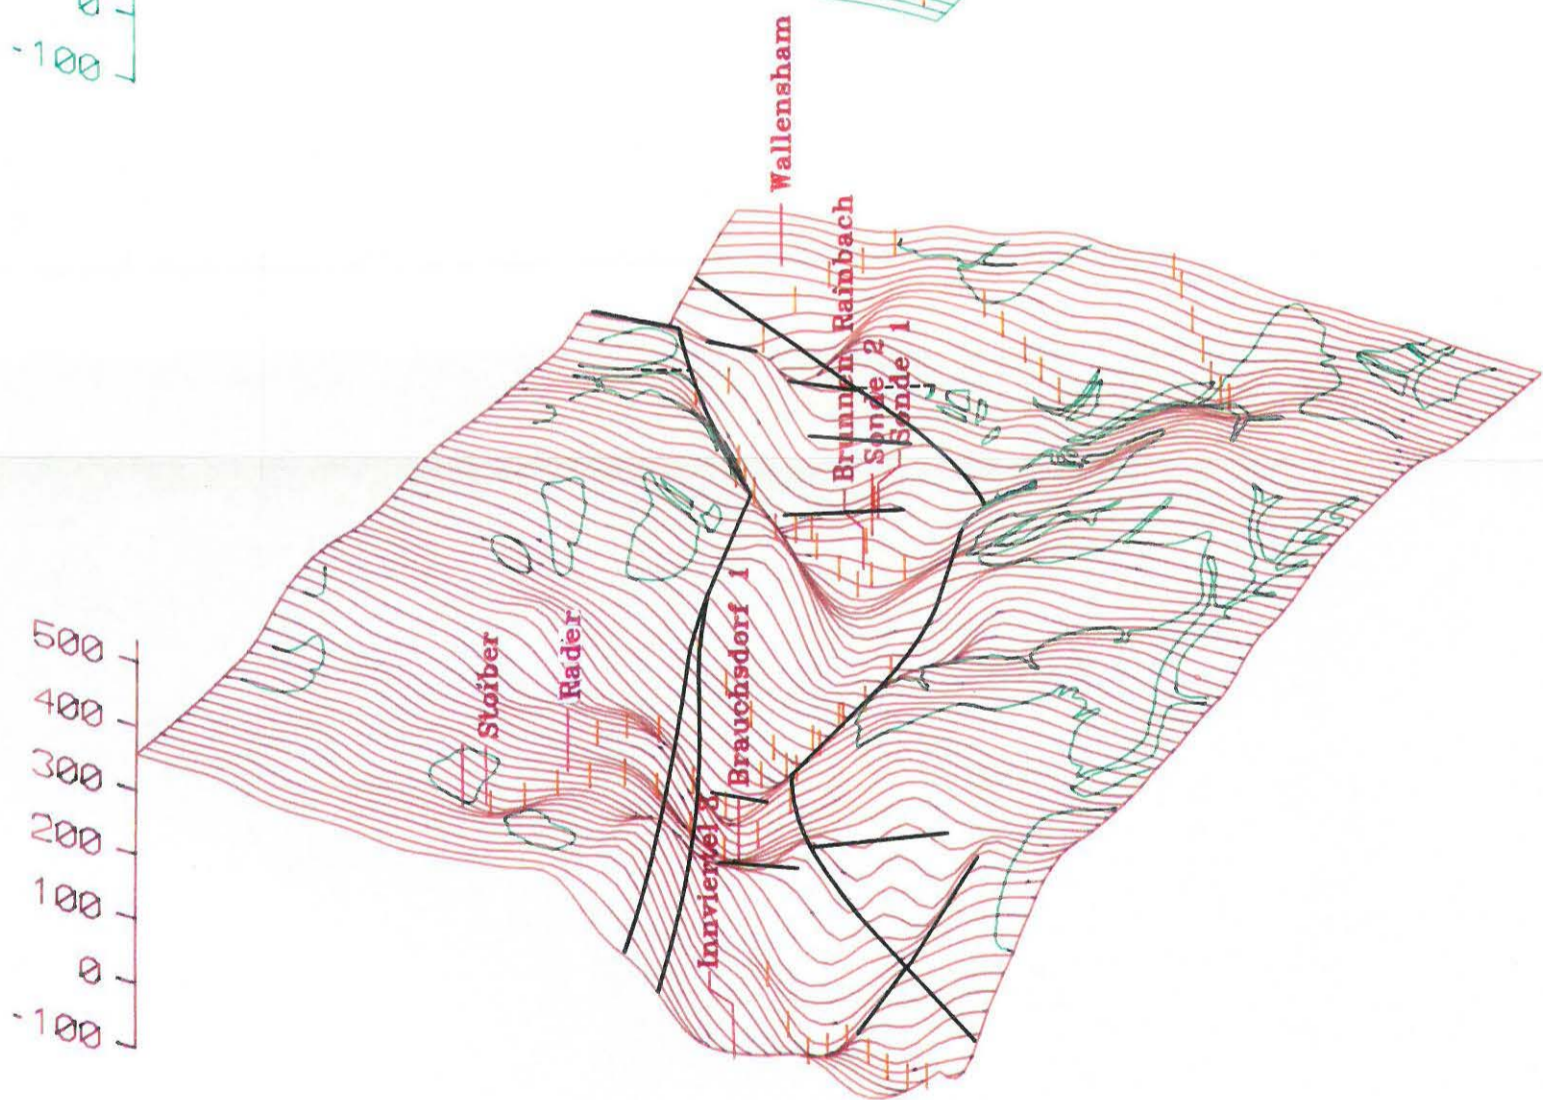 0
-100
Wallensham
Brunnen Rainbach
Sonde 2
Sonde 1
Stoiber
Rader
Brauchsdorf 1
Innviertel 8
500
400
300
200
100
0
-100